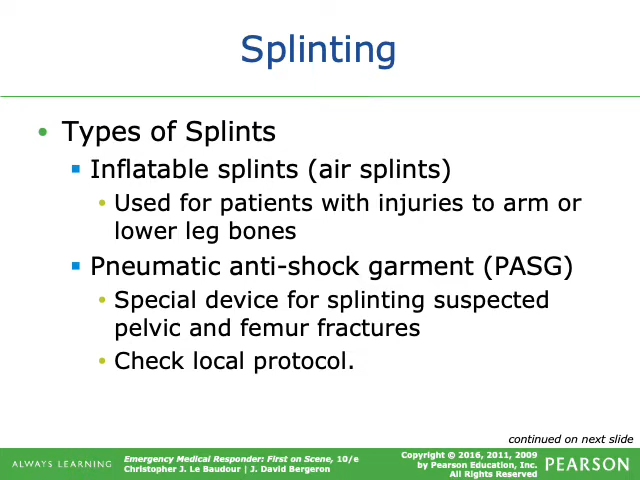 Splinting
• Types of Splints
▪ Inflatable splints (air splints)
• Used for patients with injuries to arm or
lower leg bones
▪ Pneumatic anti-shock garment (PASG)
• Special device for splinting suspected
pelvic and femur fractures
• Check local protocol.
continued on next slide
ALWAYS LEARNING
Emergency Medical Responder: First on Scene, 10/e
Christopher J. Le Baudour | J. David Bergeron
Copyright © 2016, 2011, 2009
by Pearson Education, Inc.
All Rights Reserved
PEARSON